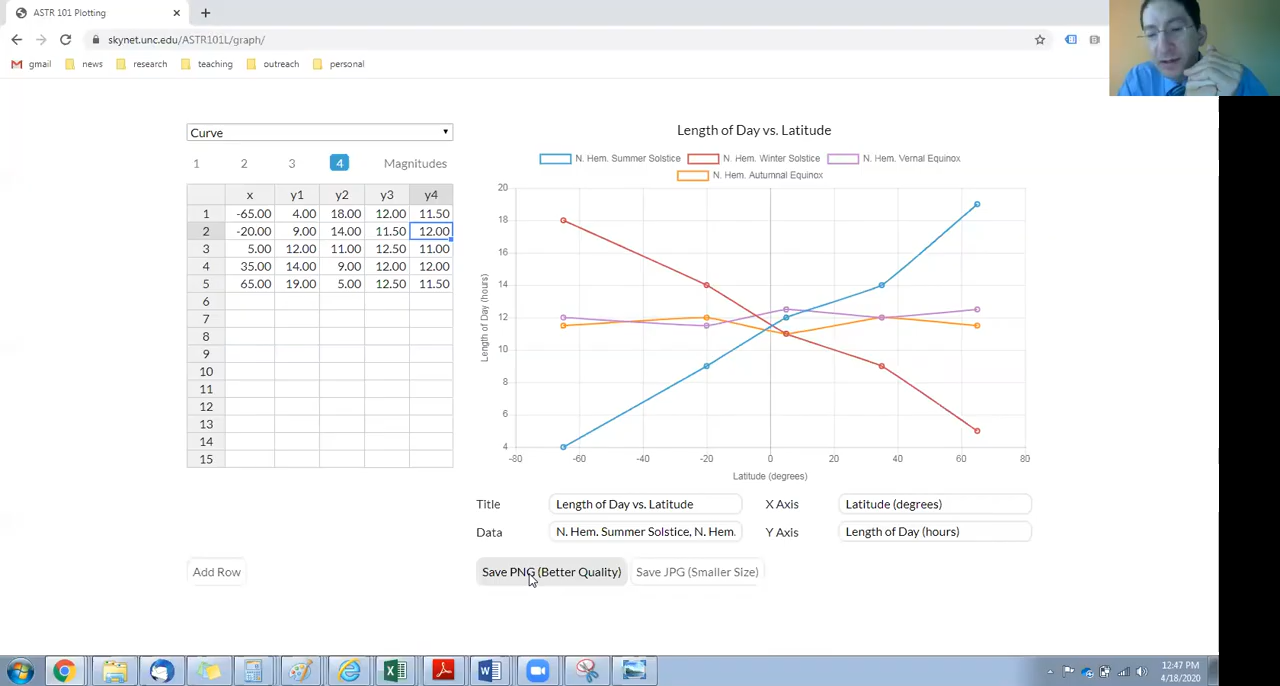 ASTR 101 Plotting
skynet.unc.edu/ASTR101L/graph/
gmail news research teaching outreach personal
Curve
1 2 3 4 Magnitudes
x y1 y2 y3 y4
1 -65.00 4.00 18.00 12.00 11.50
2 -20.00 9.00 14.00 11.50 12.00
3 5.00 12.00 11.00 12.50 11.00
4 35.00 14.00 9.00 12.00 12.00
5 65.00 19.00 5.00 12.50 11.50
6
7
8
9
10
11
12
13
14
15
Add Row
Length of Day vs. Latitude
N. Hem. Summer Solstice N. Hem. Winter Solstice N. Hem. Vernal Equinox
N. Hem. Autumnal Equinox
Length of Day (hours)
20
18
16
14
12
10
8
6
4
-80 -60 -40 -20 0 20 40 60 80
Latitude (degrees)
Title Length of Day vs. Latitude X Axis Latitude (degrees)
Data N. Hem. Summer Solstice, N. Hem. Y Axis Length of Day (hours)
Save PNG (Better Quality) Save JPG (Smaller Size)
12:47 PM
4/18/2020